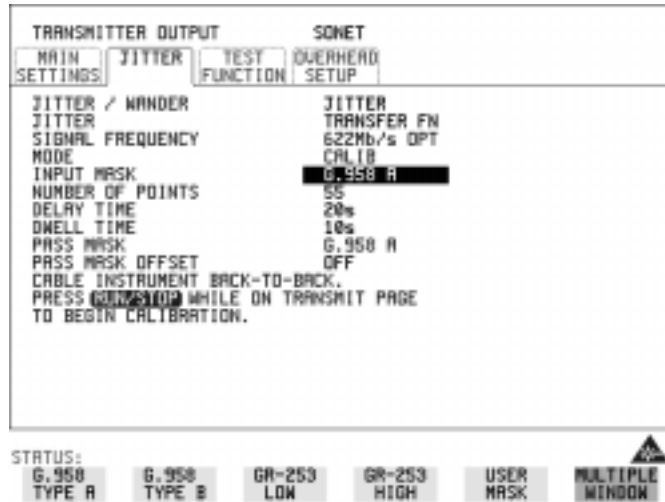 TRANSMITTER OUTPUT SONET
MAIN SETTINGS JITTER TEST FUNCTION OVERHEAD SETUP
JITTER / WANDER JITTER
JITTER TRANSFER FN
SIGNAL FREQUENCY 622Mb/s OPT
MODE CALIB
INPUT MASK G.958 A
NUMBER OF POINTS 55
DELAY TIME 20s
DWELL TIME 10s
PASS MASK G.958 A
PASS MASK OFFSET OFF
CABLE INSTRUMENT BACK-TO-BACK.
PRESS RUN/STOP WHILE ON TRANSMIT PAGE
TO BEGIN CALIBRATION.
STATUS:
G.958 TYPE A G.958 TYPE B GR-253 LOW GR-253 HIGH USER MASK MULTIPLE WINDOW